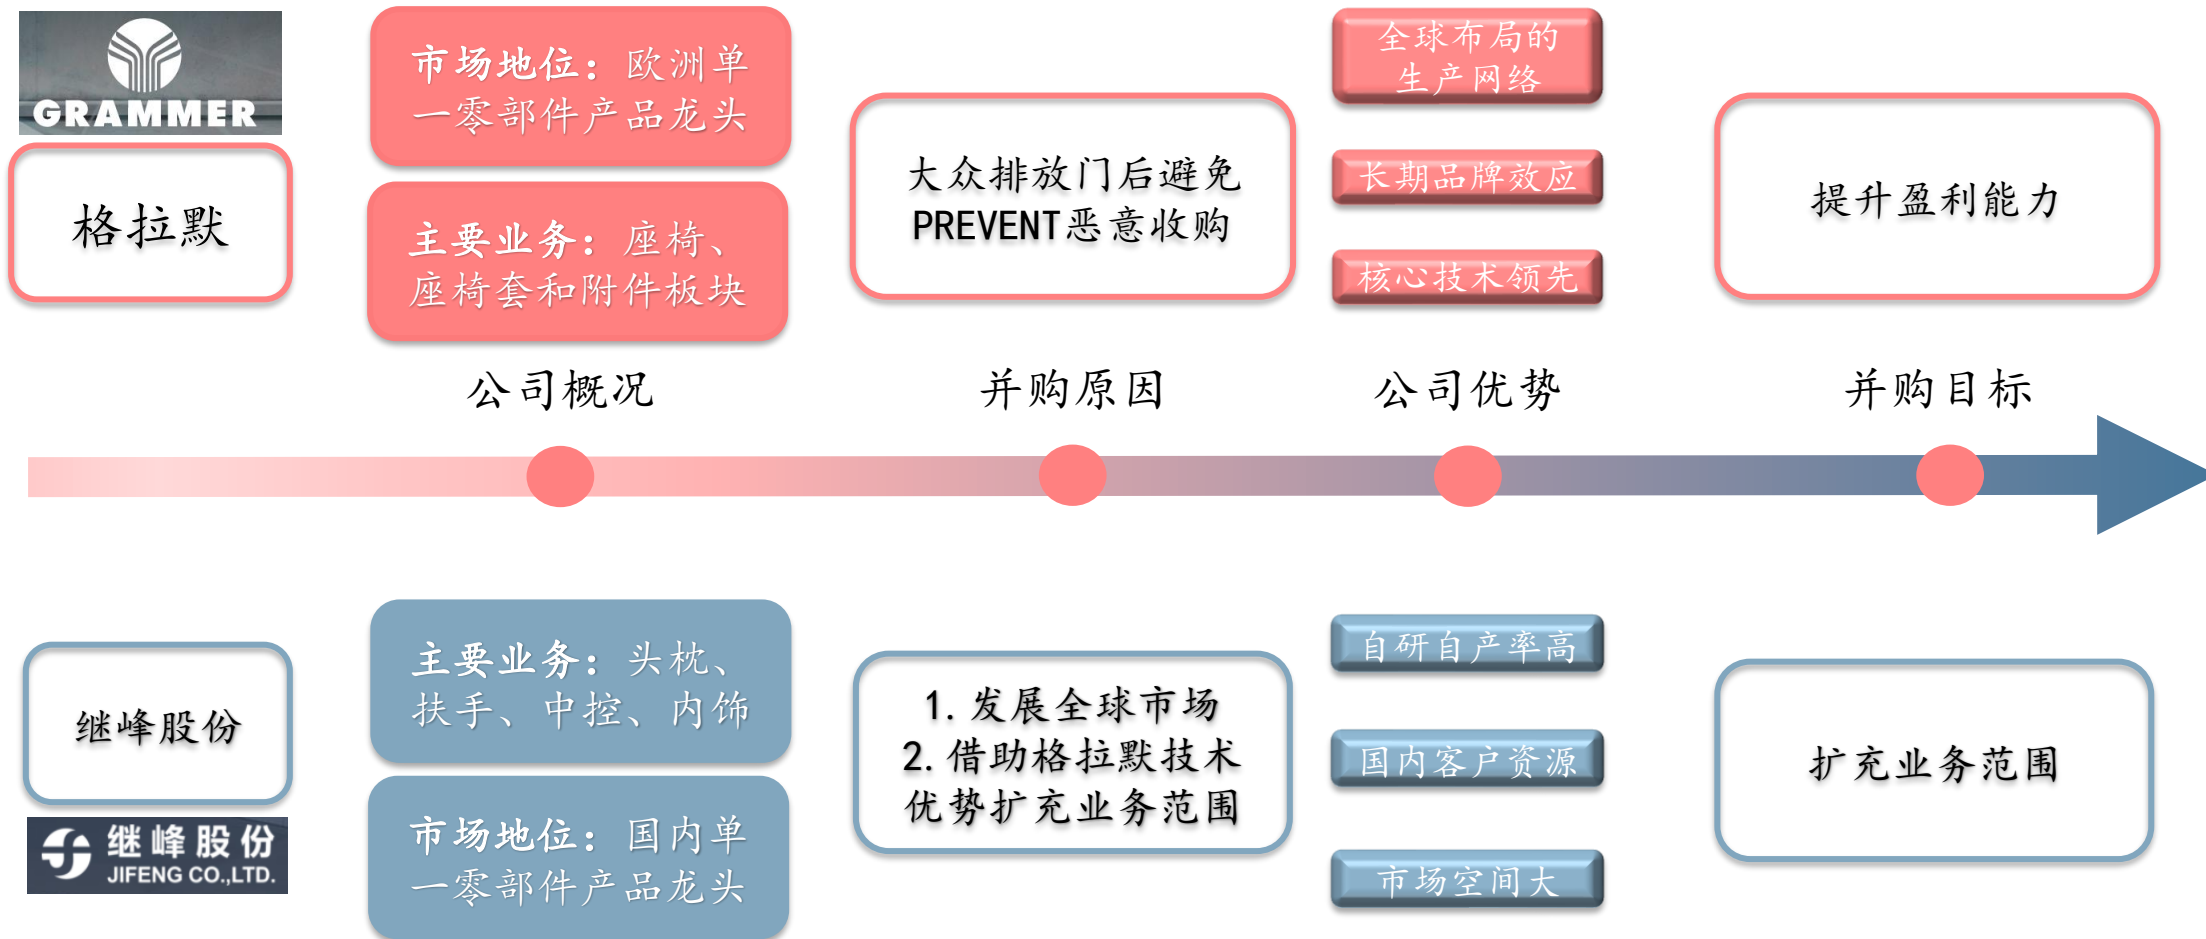 GRAMMER
格拉默
市场地位：欧洲单
一零部件产品龙头
主要业务：座椅、
座椅套和附件板块
大众排放门后避免
PREVENT恶意收购
全球布局的
生产网络
长期品牌效应
核心技术领先
提升盈利能力
公司概况
并购原因
公司优势
并购目标
继峰股份
继峰股份
JIFENG CO.,LTD.
主要业务：头枕、
扶手、中控、内饰
市场地位：国内单
一零部件产品龙头
1. 发展全球市场
2. 借助格拉默技术
优势扩充业务范围
自研自产率高
国内客户资源
市场空间大
扩充业务范围